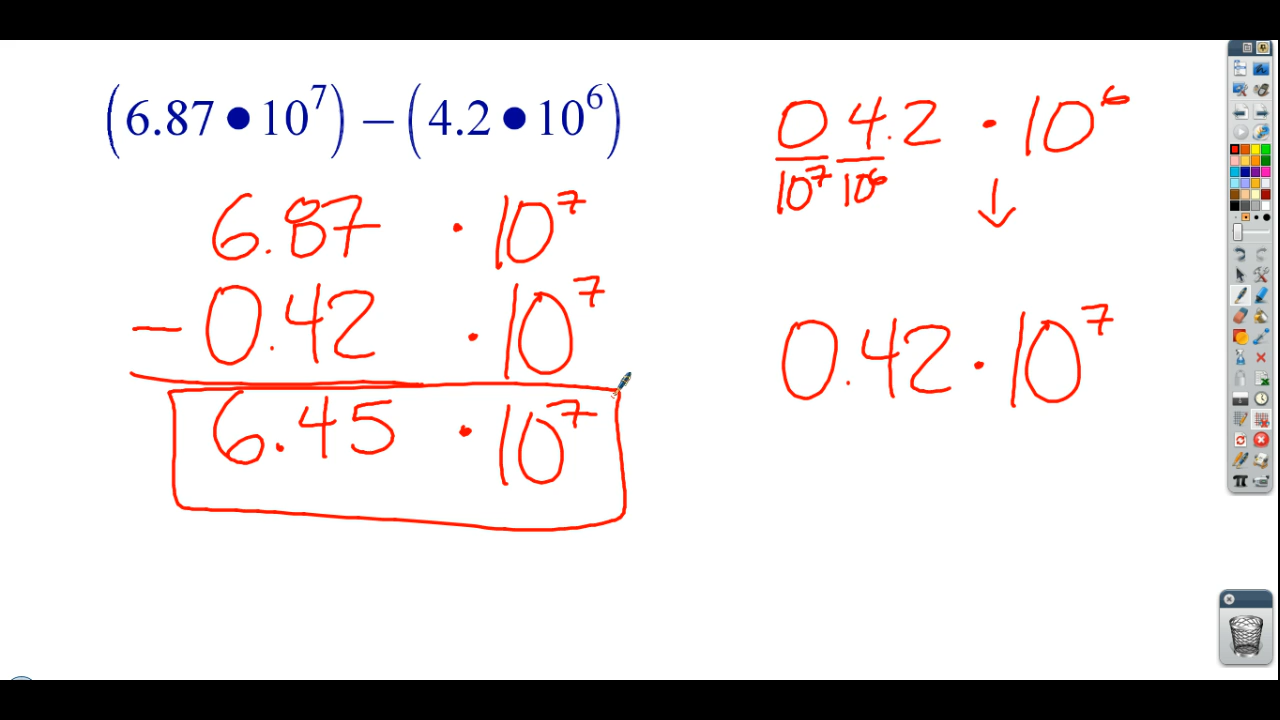 (6.87 • 10⁷) − (4.2 • 10⁶)
6.87 · 10⁷
− 0.42 · 10⁷
6.45 · 10⁷
0 4.2 · 10⁶
10⁷ 10⁶
↓
0.42 · 10⁷